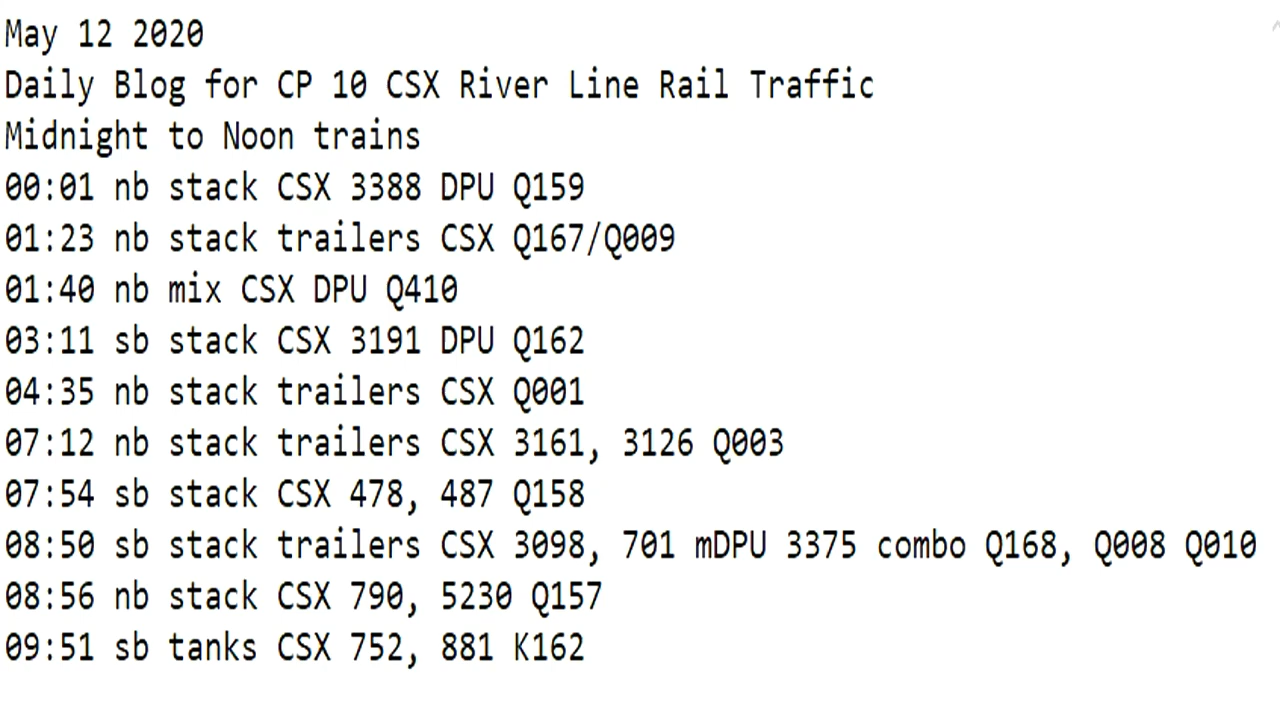 May 12 2020
Daily Blog for CP 10 CSX River Line Rail Traffic
Midnight to Noon trains
00:01 nb stack CSX 3388 DPU Q159
01:23 nb stack trailers CSX Q167/Q009
01:40 nb mix CSX DPU Q410
03:11 sb stack CSX 3191 DPU Q162
04:35 nb stack trailers CSX Q001
07:12 nb stack trailers CSX 3161, 3126 Q003
07:54 sb stack CSX 478, 487 Q158
08:50 sb stack trailers CSX 3098, 701 mDPU 3375 combo Q168, Q008 Q010
08:56 nb stack CSX 790, 5230 Q157
09:51 sb tanks CSX 752, 881 K162